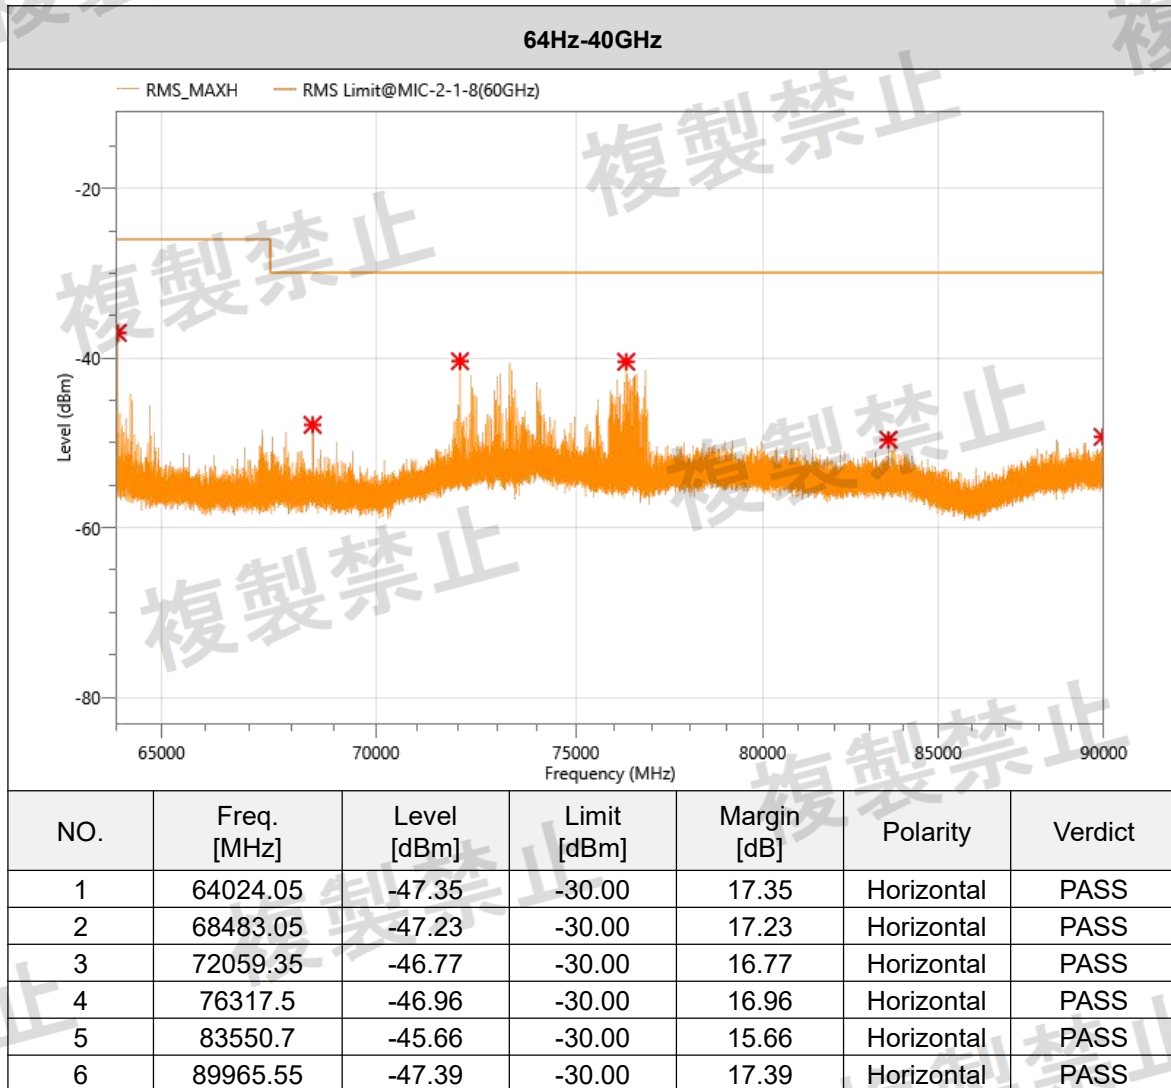 64Hz-40GHz
RMS_MAXH RMS Limit@MIC-2-1-8(60GHz)
-20
-40
-60
-80
Level (dBm)
65000 70000 75000 80000 85000 90000
Frequency (MHz)
NO. Freq. [MHz] Level [dBm] Limit [dBm] Margin [dB] Polarity Verdict
1 64024.05 -47.35 -30.00 17.35 Horizontal PASS
2 68483.05 -47.23 -30.00 17.23 Horizontal PASS
3 72059.35 -46.77 -30.00 16.77 Horizontal PASS
4 76317.5 -46.96 -30.00 16.96 Horizontal PASS
5 83550.7 -45.66 -30.00 15.66 Horizontal PASS
6 89965.55 -47.39 -30.00 17.39 Horizontal PASS
複製禁止
複製禁止
複製禁止
複製禁止
複製禁止
複製禁止